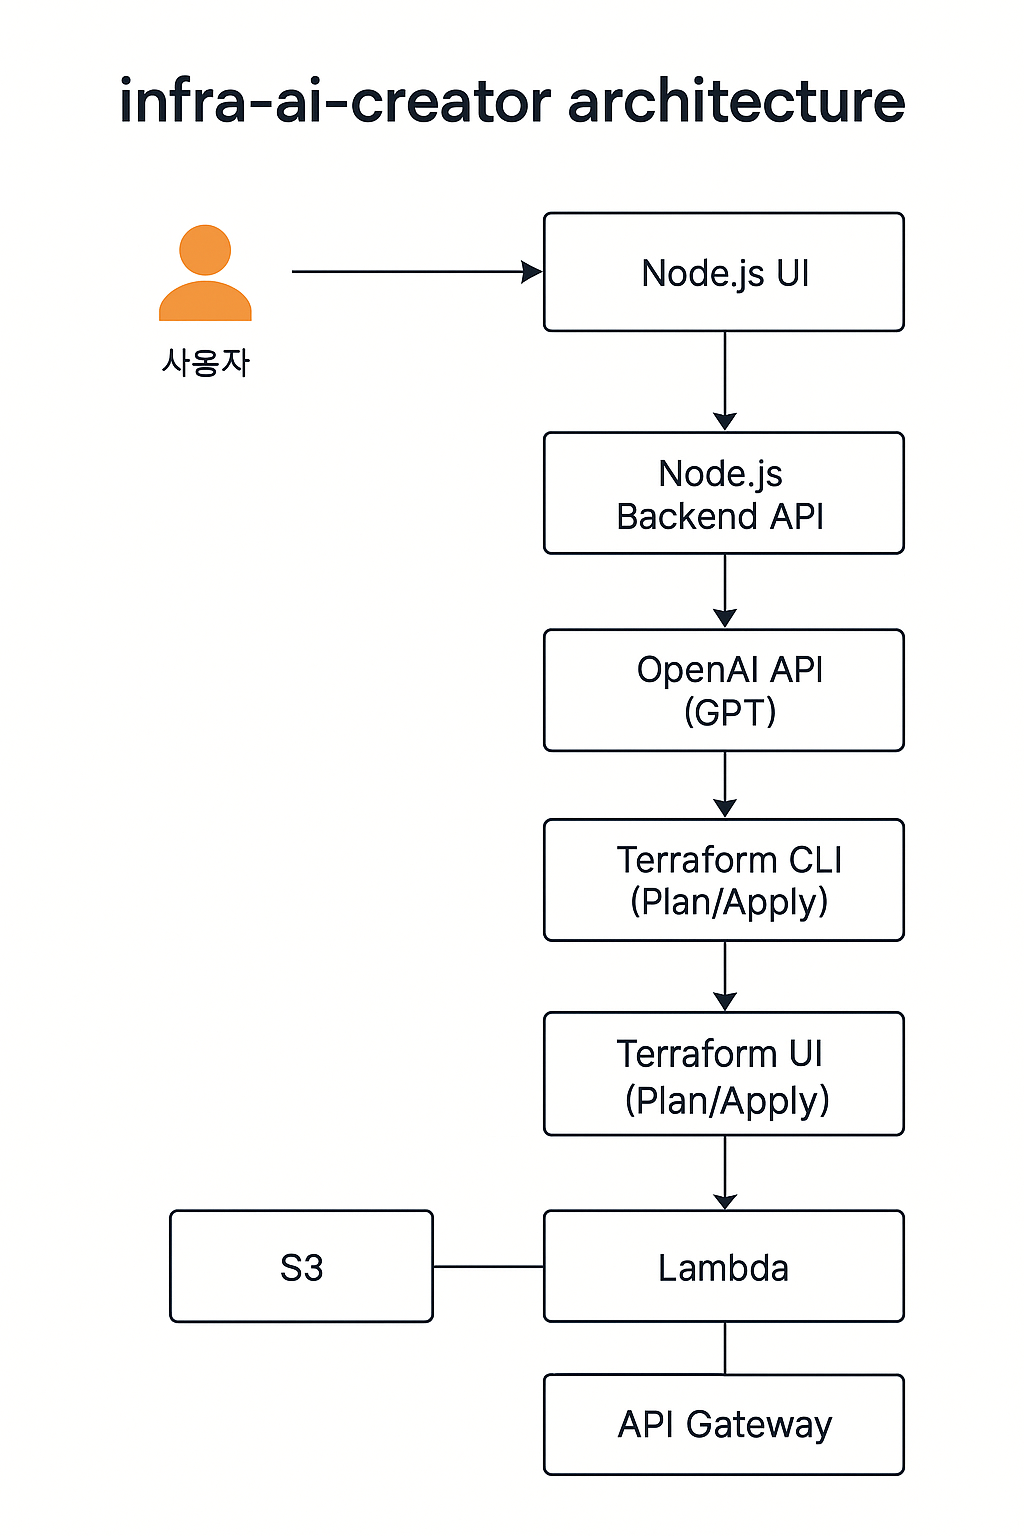 infra-ai-creator architecture
사용자
Node.js UI
Node.js
Backend API
OpenAI API
(GPT)
Terraform CLI
(Plan/Apply)
Terraform UI
(Plan/Apply)
S3
Lambda
API Gateway